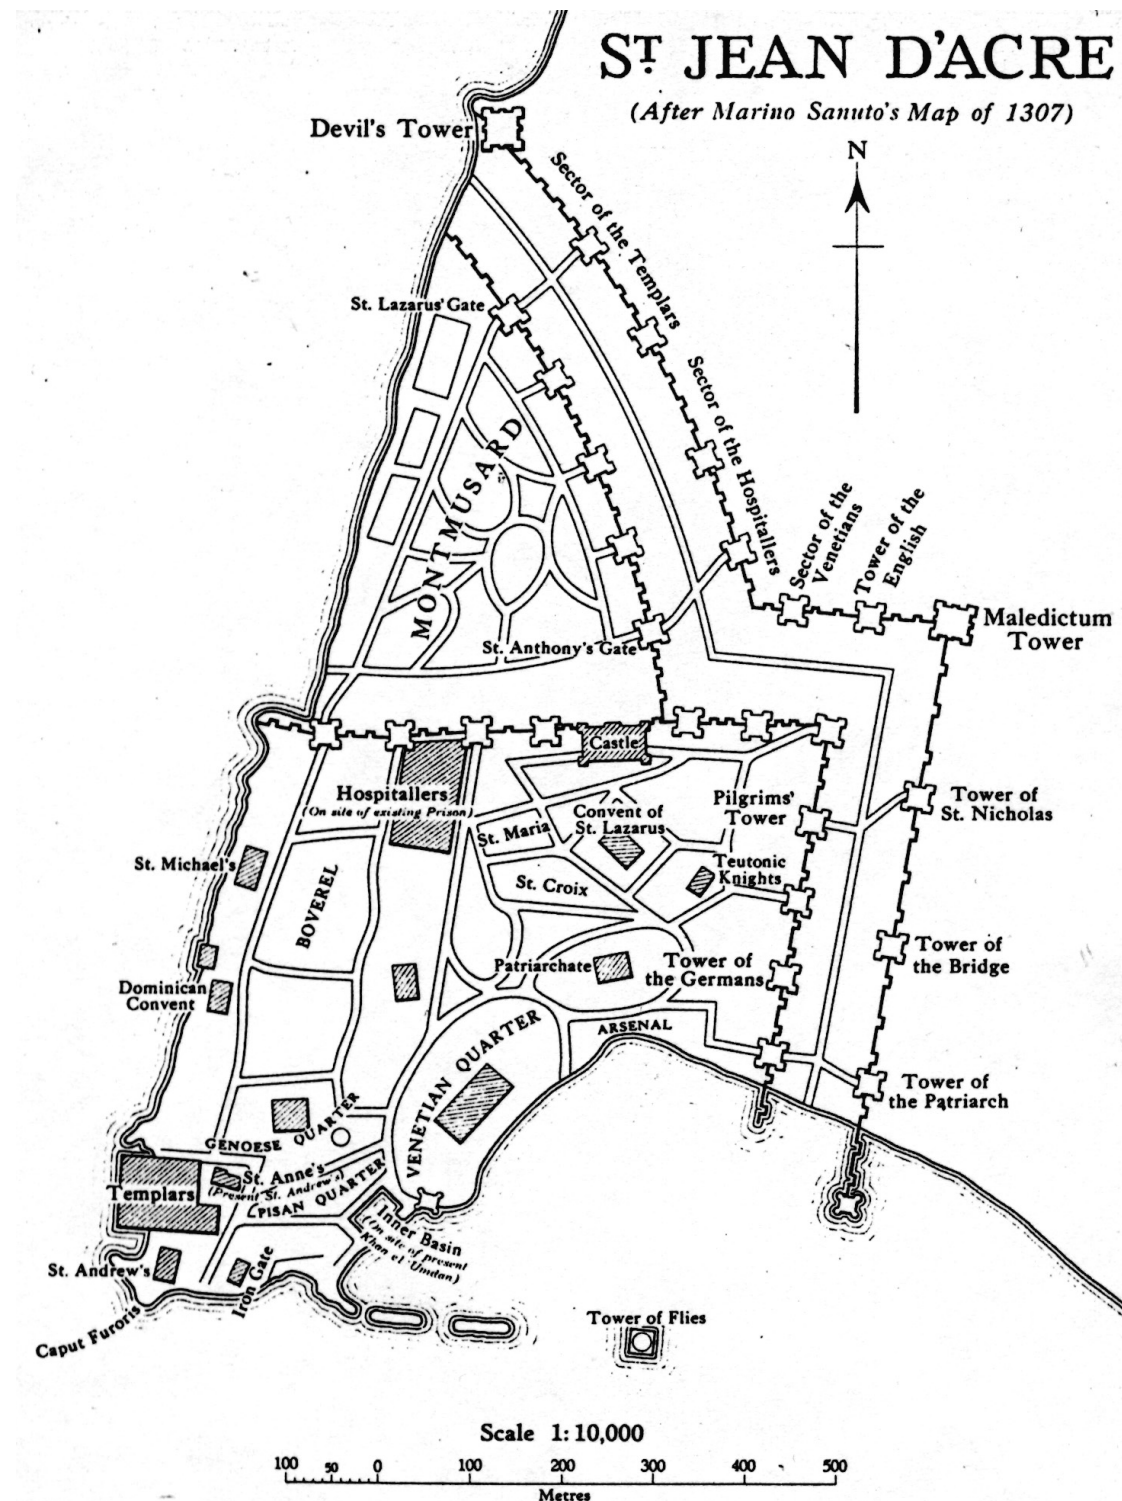 ST. JEAN D'ACRE
(After Marino Sanuto's Map of 1307)
N
Devil's Tower
Sector of the Templars
St. Lazarus' Gate
Sector of the Hospitallers
MONTMUSARD
Sector of the
Venetians
Tower of the
English
Maledictum
Tower
St. Anthony's Gate
Castle
Hospitallers
(On site of existing Prison)
Pilgrims'
Tower
Tower of
St. Nicholas
Convent of
St. Lazarus
St. Maria
St. Michael's
Teutonic
Knights
St. Croix
BOVEREL
Tower of
the Bridge
Patriarchate
Tower of
the Germans
Dominican
Convent
ARSENAL
VENETIAN QUARTER
Tower of
the Patriarch
GENOESE QUARTER
St. Anne's
(Present St. Andrew's)
Templars
PISAN QUARTER
Inner Basin
(On site of present
Khan el 'Umdan)
St. Andrew's
Iron Gate
Caput Furoris
Tower of Flies
Scale 1:10,000
100 50 0 100 200 300 400 500
Metres